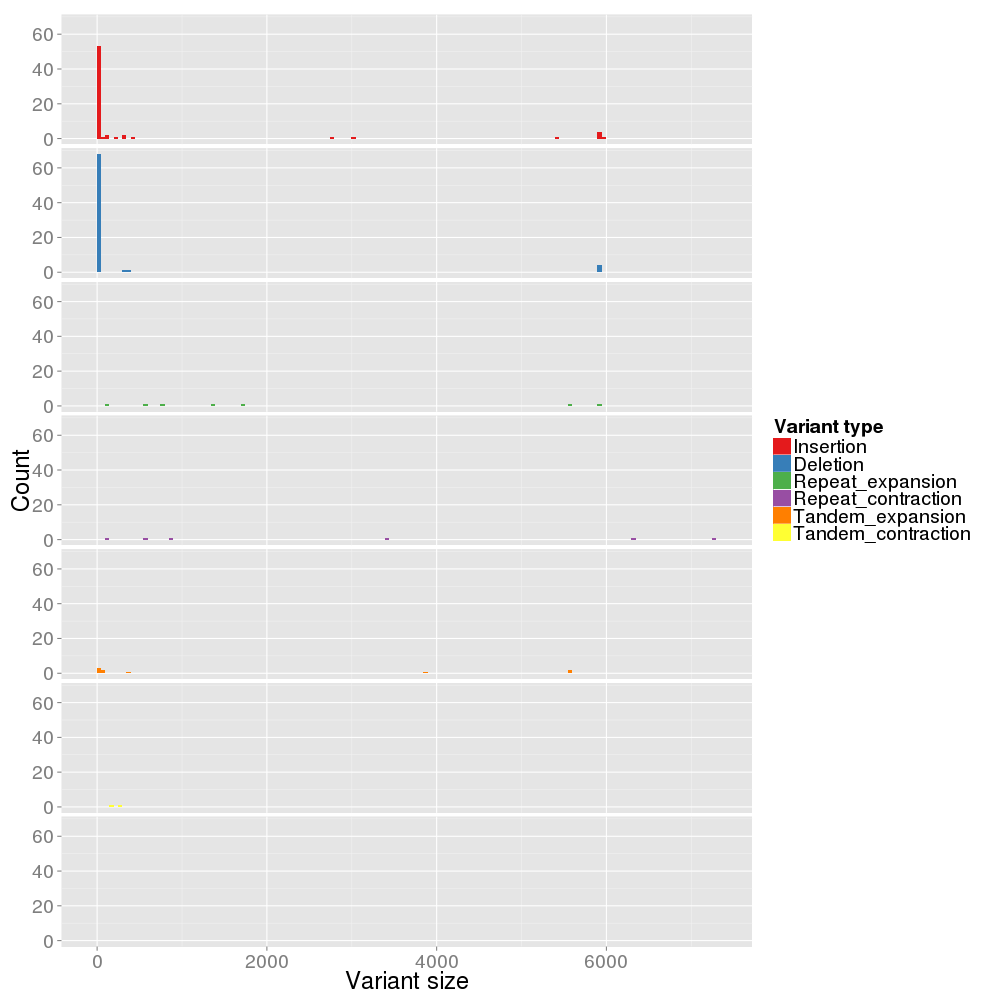 60
40
20
0
60
40
20
0
60
40
20
0
60
40
20
0
60
40
20
0
60
40
20
0
60
40
20
0
Count
0 2000 4000 6000
Variant size
Variant type
Insertion
Deletion
Repeat_expansion
Repeat_contraction
Tandem_expansion
Tandem_contraction